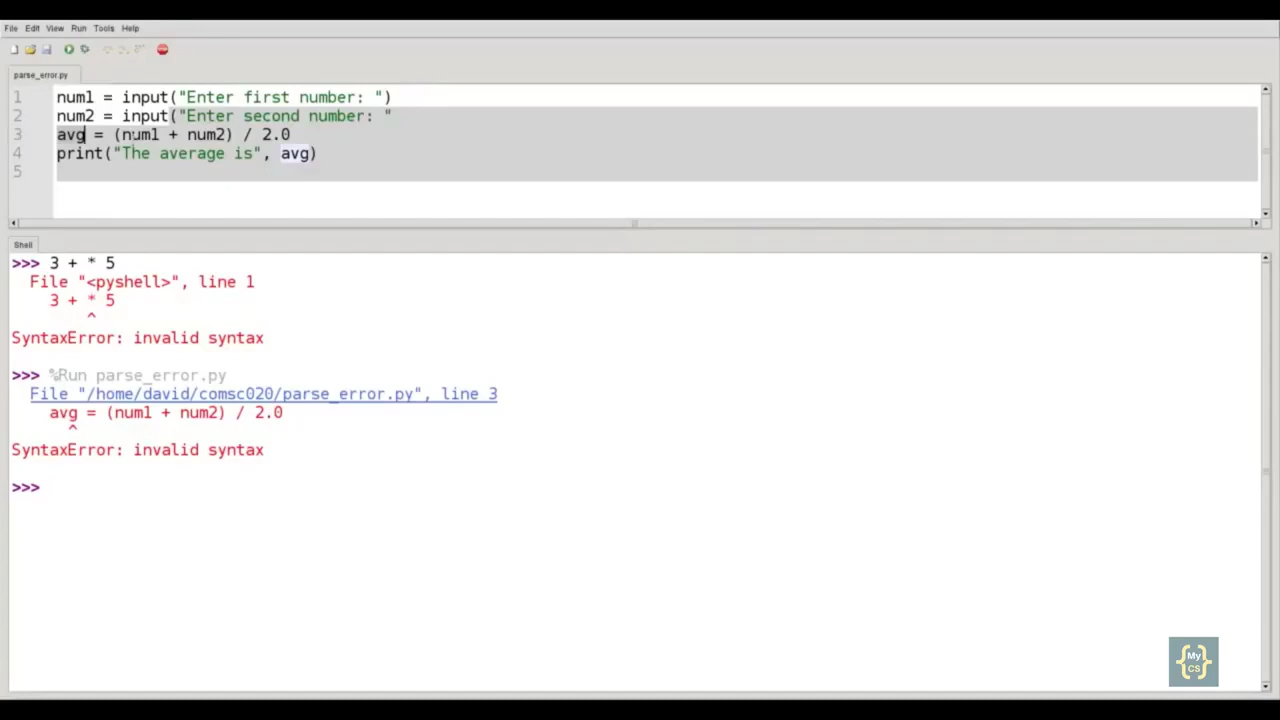 File Edit View Run Tools Help
parse_error.py
1 num1 = input("Enter first number: ")
2 num2 = input("Enter second number: "
3 avg = (num1 + num2) / 2.0
4 print("The average is", avg)
5
Shell
>>> 3 + * 5
File "<pyshell>", line 1
3 + * 5
^
SyntaxError: invalid syntax
>>> %Run parse_error.py
File "/home/david/comsc020/parse_error.py", line 3
avg = (num1 + num2) / 2.0
^
SyntaxError: invalid syntax
>>>
{My}
CS